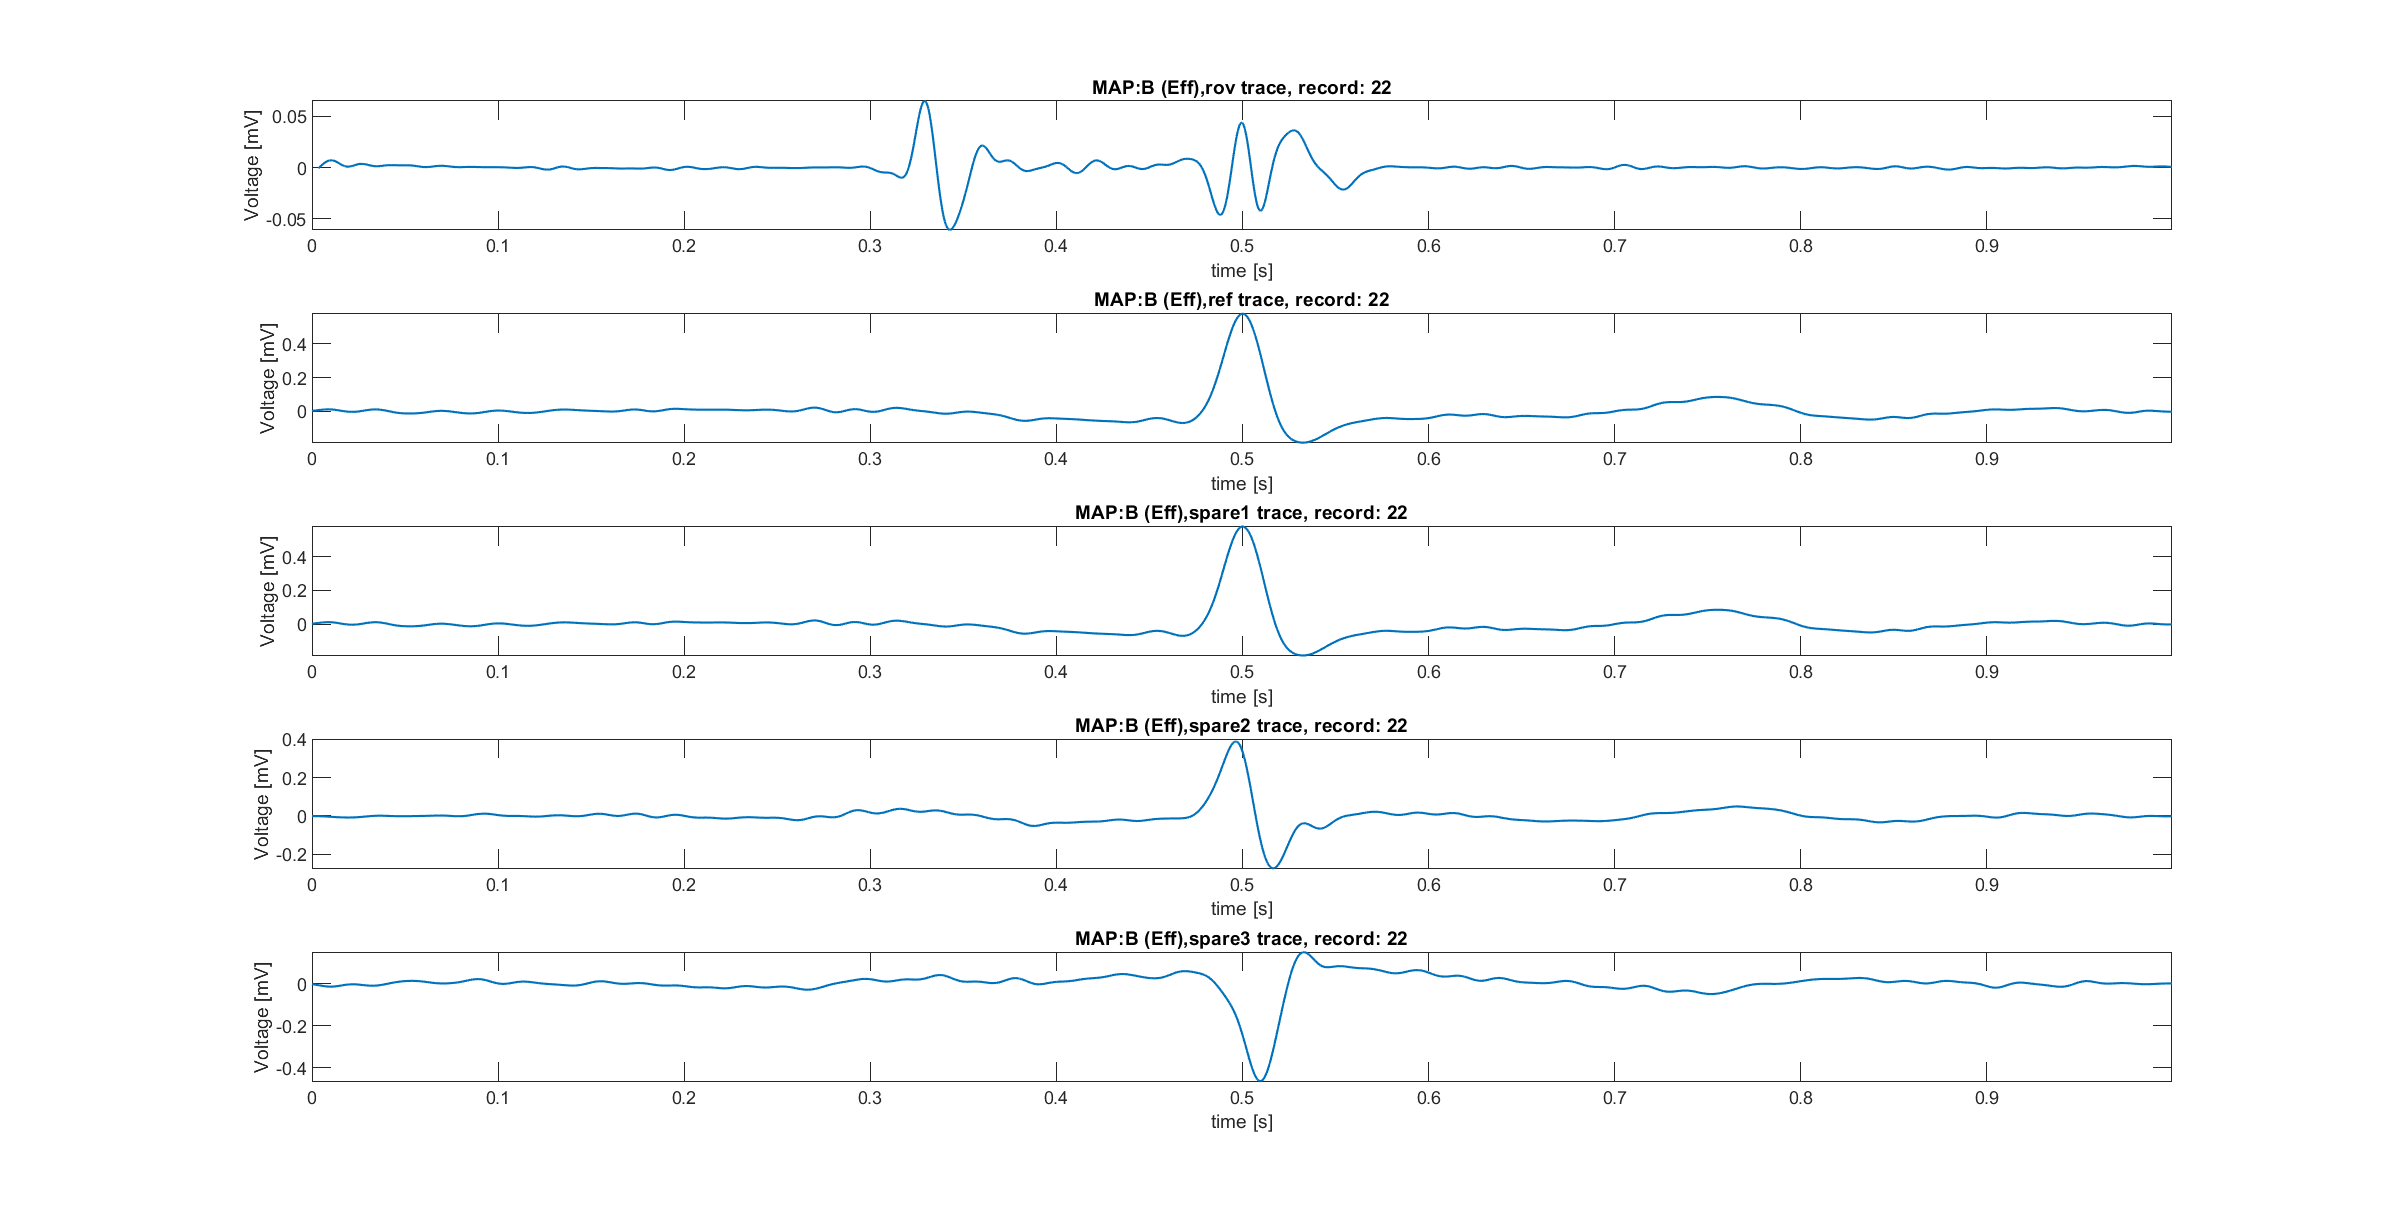 MAP:B (Eff),rov trace, record: 22
Voltage [mV]
0.05
0
-0.05
0 0.1 0.2 0.3 0.4 0.5 0.6 0.7 0.8 0.9
time [s]
MAP:B (Eff),ref trace, record: 22
Voltage [mV]
0.4
0.2
0
0 0.1 0.2 0.3 0.4 0.5 0.6 0.7 0.8 0.9
time [s]
MAP:B (Eff),spare1 trace, record: 22
Voltage [mV]
0.4
0.2
0
0 0.1 0.2 0.3 0.4 0.5 0.6 0.7 0.8 0.9
time [s]
MAP:B (Eff),spare2 trace, record: 22
Voltage [mV]
0.4
0.2
0
-0.2
0 0.1 0.2 0.3 0.4 0.5 0.6 0.7 0.8 0.9
time [s]
MAP:B (Eff),spare3 trace, record: 22
Voltage [mV]
0
-0.2
-0.4
0 0.1 0.2 0.3 0.4 0.5 0.6 0.7 0.8 0.9
time [s]